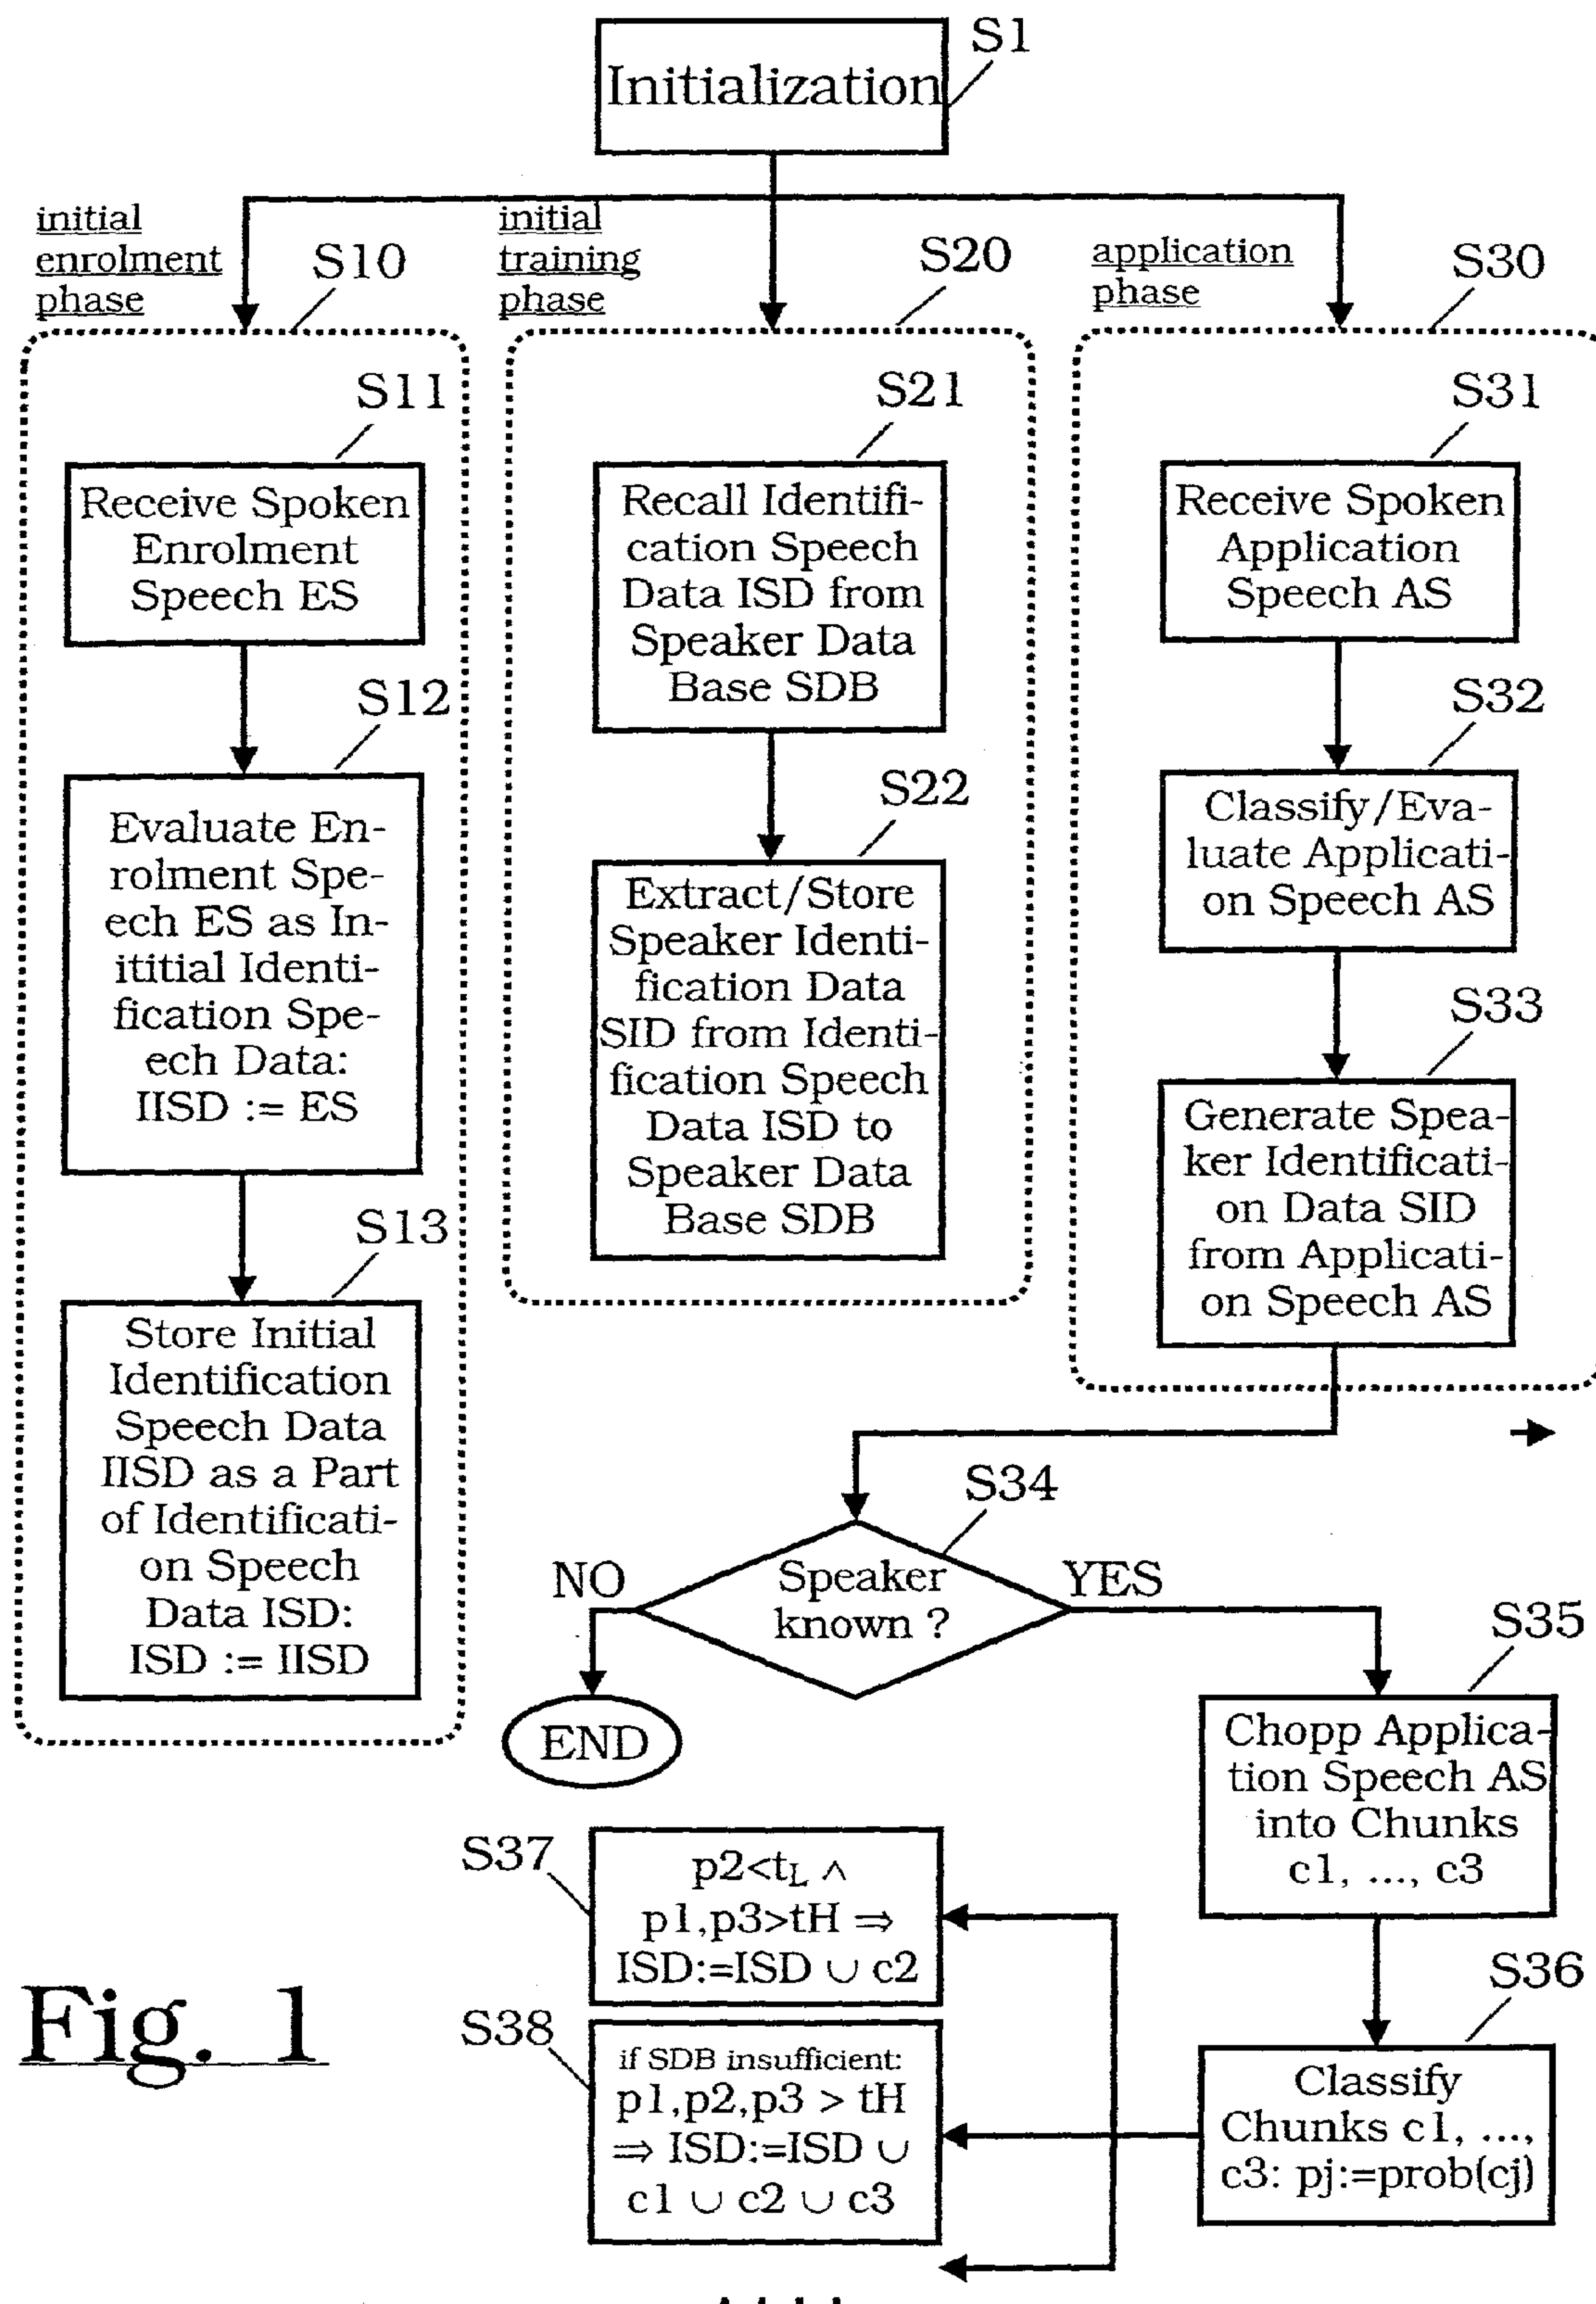 S1
Initialization
initial
enrolment
phase
S10
initial
training
phase
S20
application
phase
S30
S11
Receive Spoken
Enrolment
Speech ES
S12
Evaluate En-
rolment Spe-
ech ES as In-
ititial Identi-
fication Spe-
ech Data:
IISD := ES
S13
Store Initial
Identification
Speech Data
IISD as a Part
of Identificati-
on Speech
Data ISD:
ISD := IISD
S21
Recall Identifi-
cation Speech
Data ISD from
Speaker Data
Base SDB
S22
Extract/Store
Speaker Identi-
fication Data
SID from Identi-
fication Speech
Data ISD to
Speaker Data
Base SDB
S31
Receive Spoken
Application
Speech AS
S32
Classify/Eva-
luate Applicati-
on Speech AS
S33
Generate Spea-
ker Identificati-
on Data SID
from Applicati-
on Speech AS
S34
Speaker
known ?
NO
YES
END
S35
Chopp Applica-
tion Speech AS
into Chunks
c1, ..., c3
S36
Classify
Chunks c1, ...,
c3: pj:=prob(cj)
S37
p2<tL ∧
p1,p3>tH ⇒
ISD:=ISD ∪ c2
S38
if SDB insufficient:
p1,p2,p3 > tH
⇒ ISD:=ISD ∪
c1 ∪ c2 ∪ c3
Fig. 1